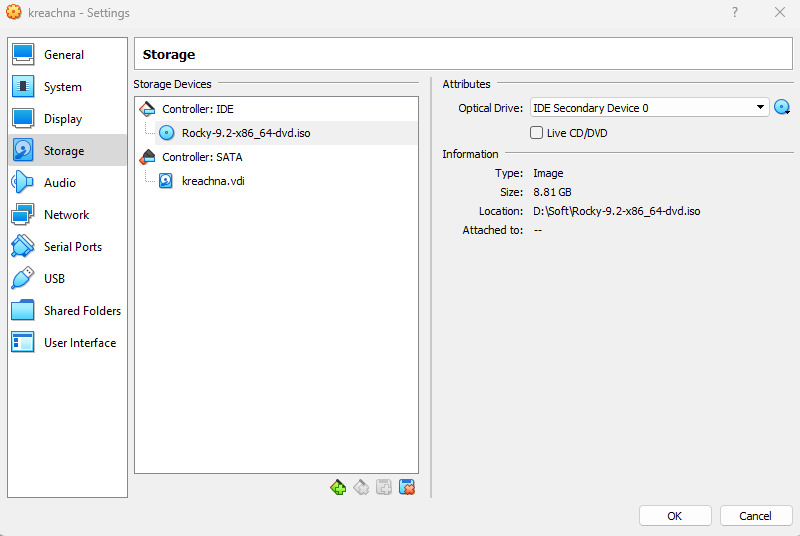 kreachna - Settings
?
General
System
Display
Storage
Audio
Network
Serial Ports
USB
Shared Folders
User Interface
Storage
Storage Devices
Controller: IDE
Rocky-9.2-x86_64-dvd.iso
Controller: SATA
kreachna.vdi
Attributes
Optical Drive: IDE Secondary Device 0
Live CD/DVD
Information
Type: Image
Size: 8.81 GB
Location: D:\Soft\Rocky-9.2-x86_64-dvd.iso
Attached to: --
OK
Cancel